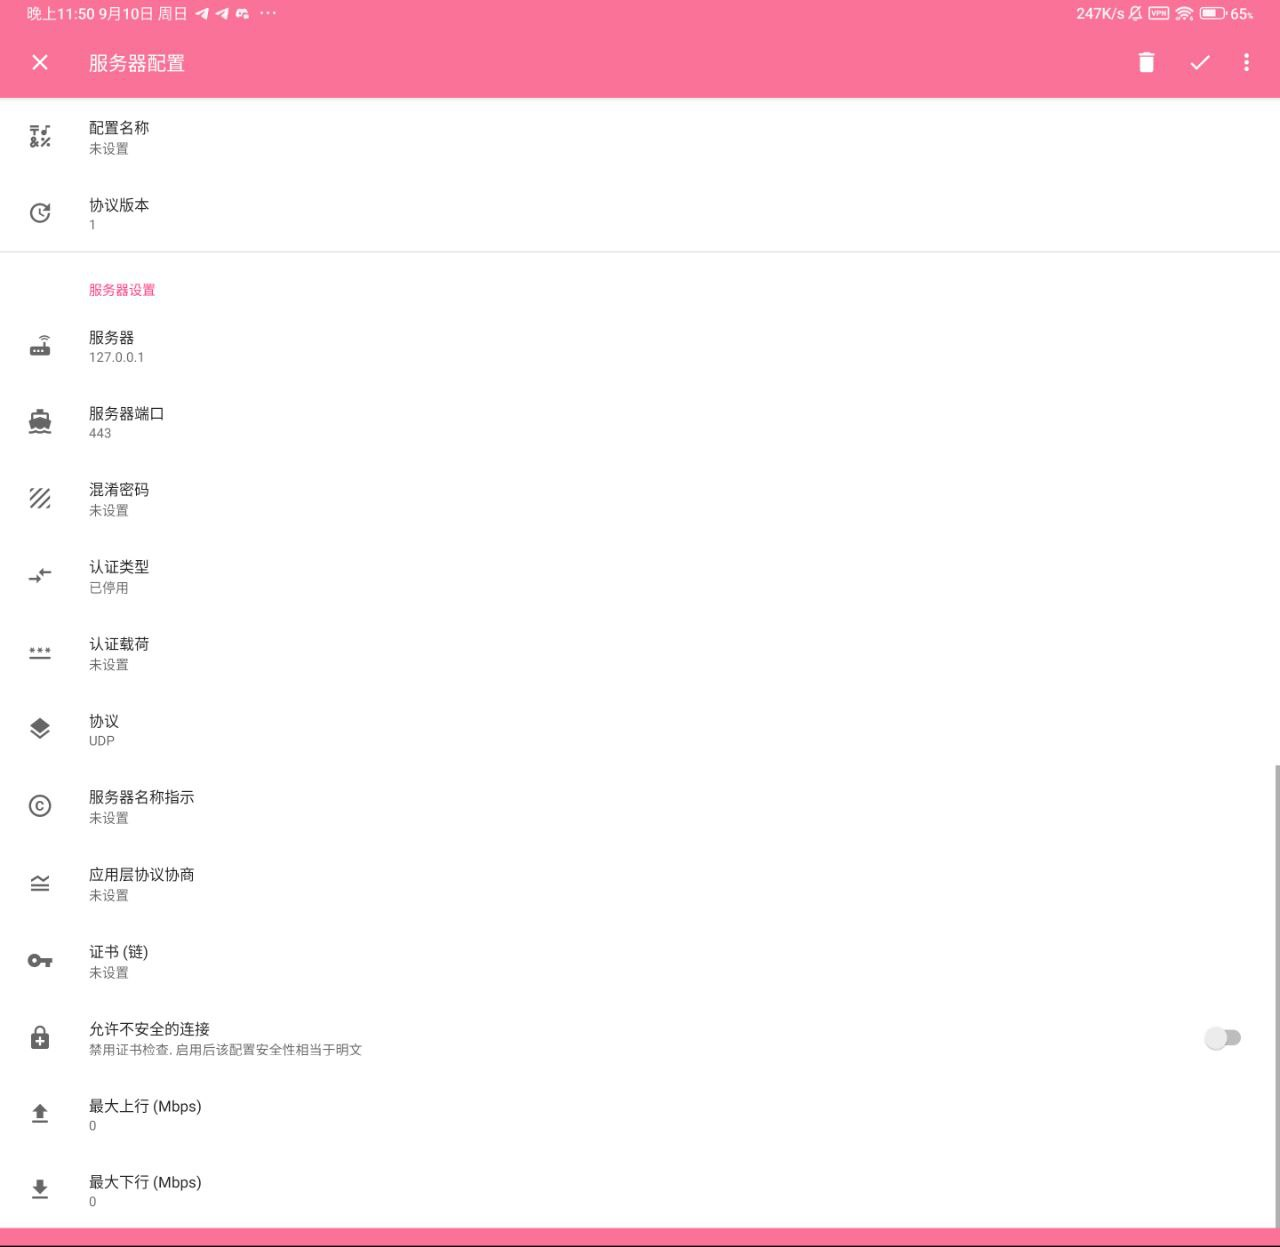 晚上11:50 9月10日 周日
247K/s VPN 65%
服务器配置
配置名称
未设置
协议版本
1
服务器设置
服务器
127.0.0.1
服务器端口
443
混淆密码
未设置
认证类型
已停用
认证载荷
未设置
协议
UDP
服务器名称指示
未设置
应用层协议协商
未设置
证书 (链)
未设置
允许不安全的连接
禁用证书检查. 启用后该配置安全性相当于明文
最大上行 (Mbps)
0
最大下行 (Mbps)
0